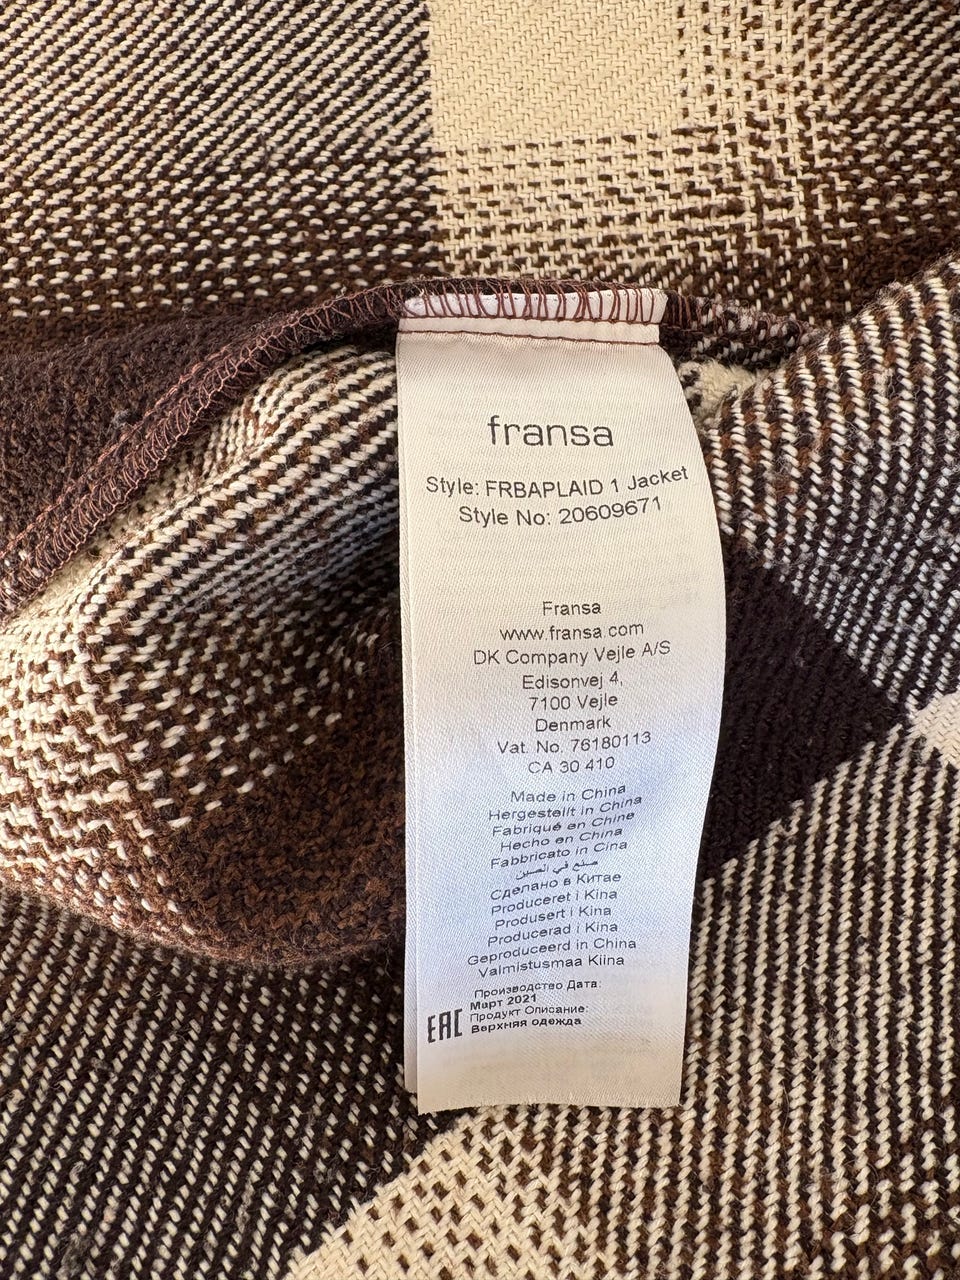 fransa
Style: FRBAPLAID 1 Jacket
Style No: 20609671
Fransa
www.fransa.com
DK Company Vejle A/S
Edisonvej 4,
7100 Vejle
Denmark
Vat. No. 76180113
CA 30 410
Made in China
Hergestellt in China
Fabriqué en Chine
Hecho en China
Fabbricato in Cina
صنع في الصين
Сделано в Китае
Produceret i Kina
Produsert i Kina
Producerad i Kina
Geproduceerd in China
Valmistusmaa Kiina
Производство Дата:
Март 2021
EAC Продукт Описание:
Верхняя одежда